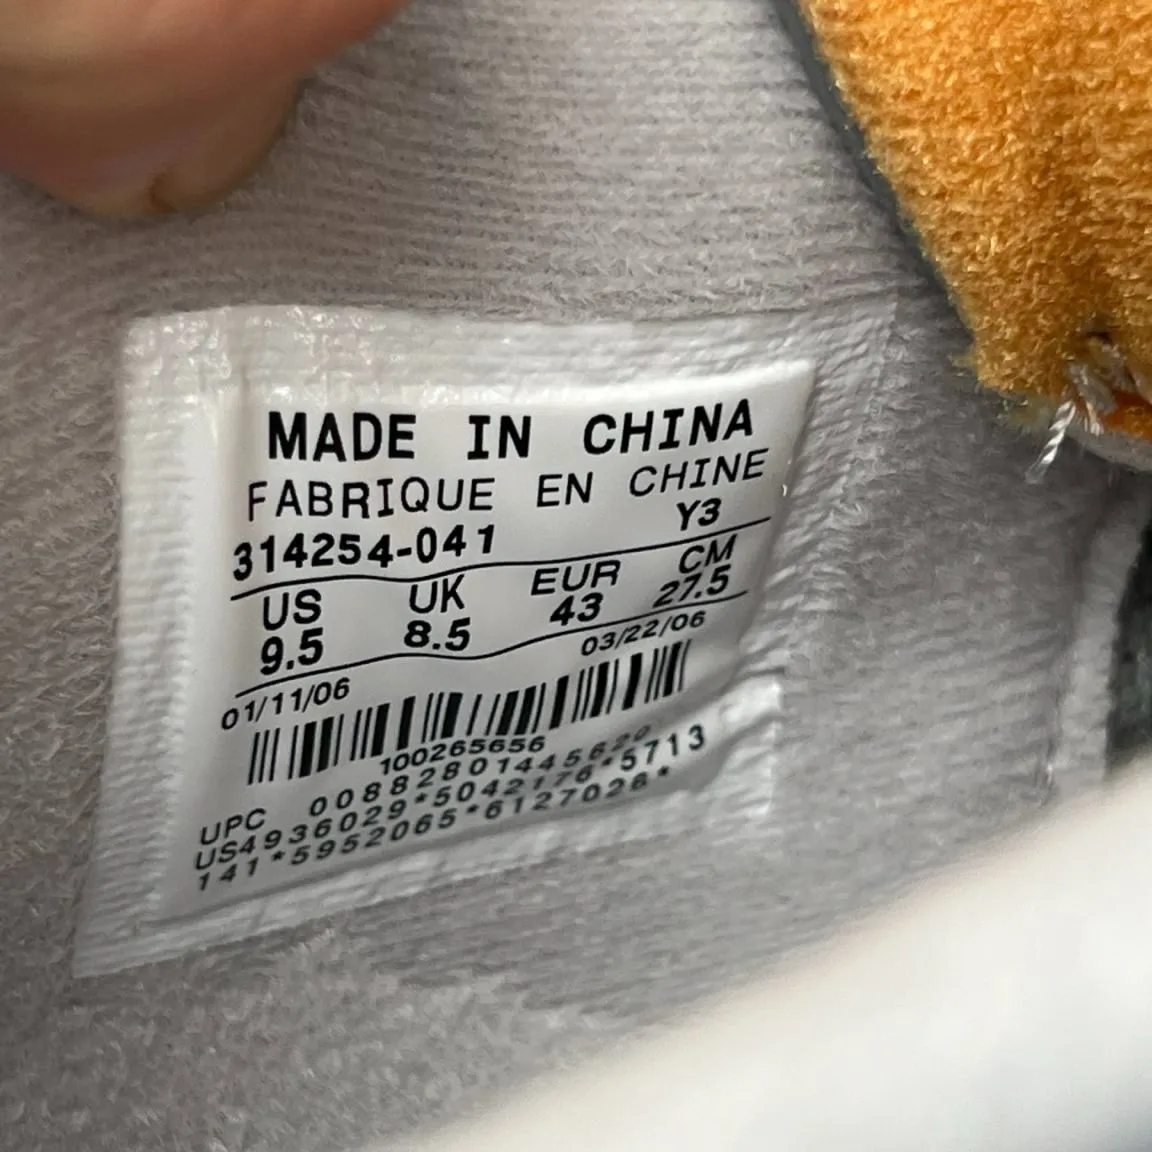 MADE IN CHINA
FABRIQUE EN CHINE
314254-041 Y3
US UK EUR CM
9.5 8.5 43 27.5
01/11/06 03/22/06
100265656
UPC 00882801445620
US4936029*5042176*5713
141*5952065*6127026*